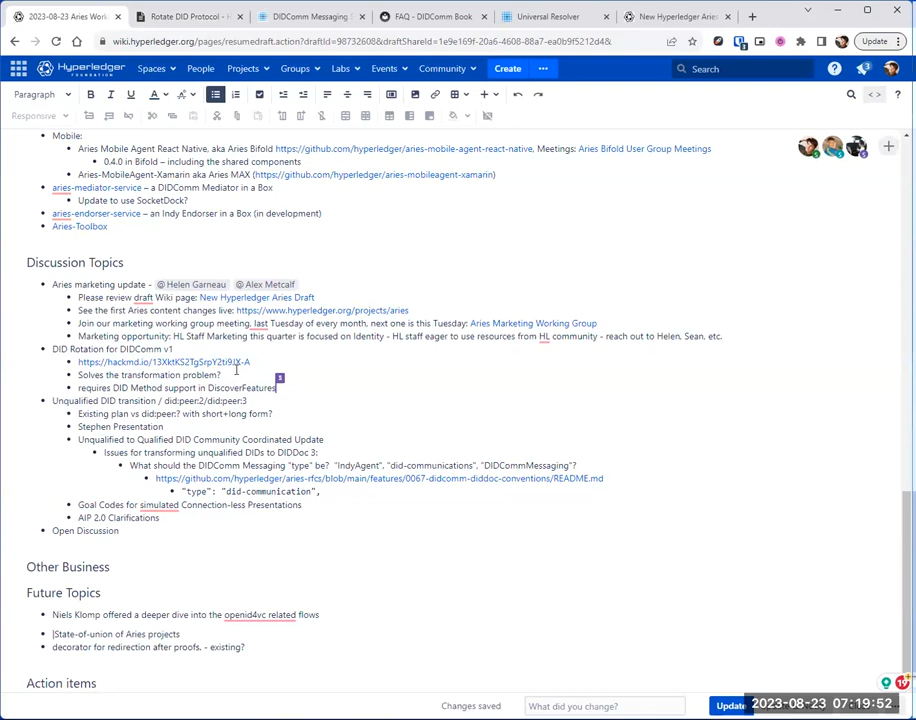 2023-08-23 Aries Work
Rotate DID Protocol - H
DIDComm Messaging
FAQ - DIDComm Book
Universal Resolver
New Hyperledger Aries
wiki.hyperledger.org/pages/resumedraft.action?draftId=98732608&draftShareId=1e9e169f-20a6-4608-88a7-ea0b9f5212d4&
Update
HYPERLEDGER FOUNDATION
Spaces
People
Projects
Groups
Labs
Events
Community
Create
Search
Paragraph
B I U A
Responsive
Mobile:
Aries Mobile Agent React Native, aka Aries Bifold https://github.com/hyperledger/aries-mobile-agent-react-native, Meetings: Aries Bifold User Group Meetings
0.4.0 in Bifold – including the shared components
Aries-MobileAgent-Xamarin aka Aries MAX (https://github.com/hyperledger/aries-mobileagent-xamarin)
aries-mediator-service – a DIDComm Mediator in a Box
Update to use SocketDock?
aries-endorser-service – an Indy Endorser in a Box (in development)
Aries-Toolbox
Discussion Topics
Aries marketing update - @ Helen Garneau @ Alex Metcalf
Please review draft Wiki page: New Hyperledger Aries Draft
See the first Aries content changes live: https://www.hyperledger.org/projects/aries
Join our marketing working group meeting, last Tuesday of every month, next one is this Tuesday: Aries Marketing Working Group
Marketing opportunity: HL Staff Marketing this quarter is focused on Identity - HL staff eager to use resources from HL community - reach out to Helen, Sean, etc.
DID Rotation for DIDComm v1
https://hackmd.io/13XktKS2TgSrpY2ti9JX-A
Solves the transformation problem?
requires DID Method support in DiscoverFeatures
S
Unqualified DID transition / did:peer:2/did:peer:3
Existing plan vs did:peer:? with short+long form?
Stephen Presentation
Unqualified to Qualified DID Community Coordinated Update
Issues for transforming unqualified DIDs to DIDDoc 3:
What should the DIDComm Messaging "type" be? "IndyAgent", "did-communications", "DIDCommMessaging"?
https://github.com/hyperledger/aries-rfcs/blob/main/features/0067-didcomm-diddoc-conventions/README.md
"type": "did-communication",
Goal Codes for simulated Connection-less Presentations
AIP 2.0 Clarifications
Open Discussion
Other Business
Future Topics
Niels Klomp offered a deeper dive into the openid4vc related flows
State-of-union of Aries projects
decorator for redirection after proofs. - existing?
Action items
19
Changes saved
What did you change?
Update
2023-08-23 07:19:52